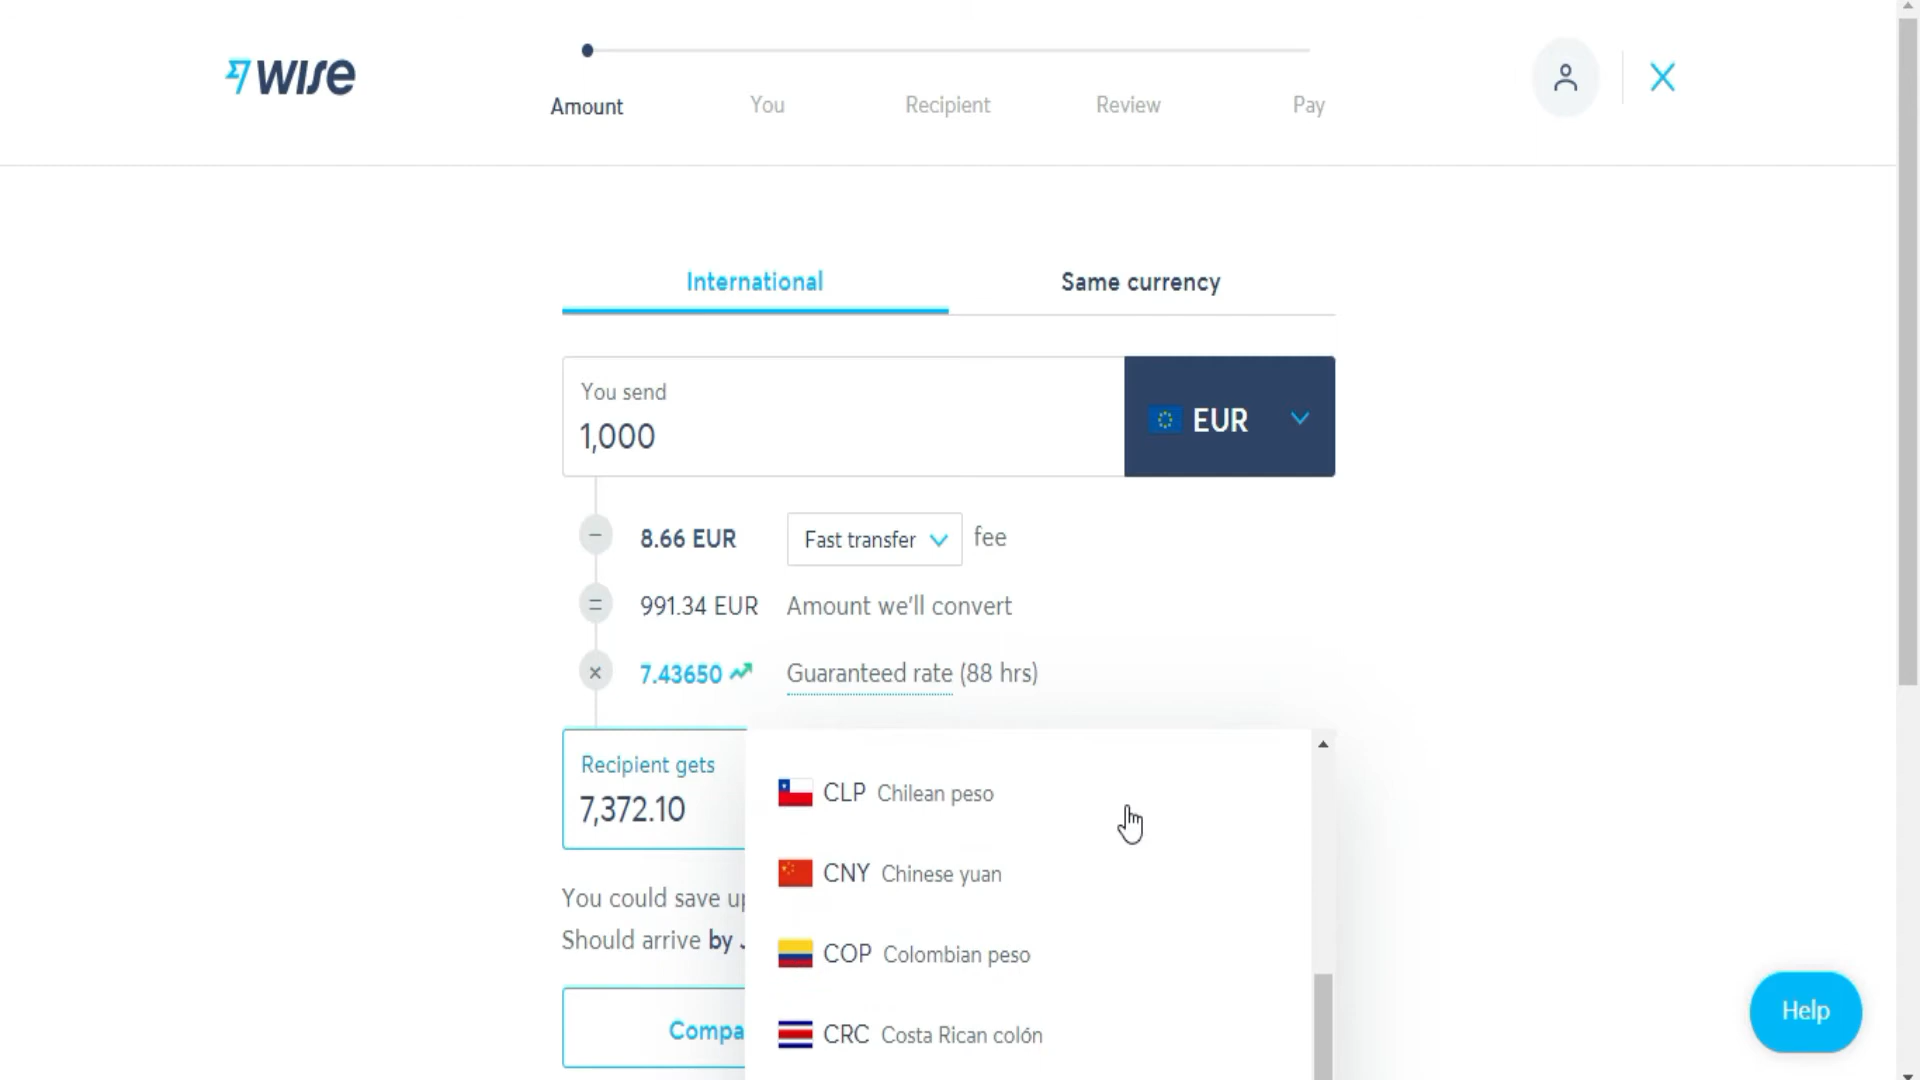 wise
Amount
You
Recipient
Review
Pay
International
Same currency
You send
1,000
EUR
8.66 EUR
Fast transfer
fee
991.34 EUR
Amount we'll convert
7.43650
Guaranteed rate (88 hrs)
Recipient gets
7,372.10
CLP Chilean peso
CNY Chinese yuan
You could save
Should arrive by
COP Colombian peso
CRC Costa Rican colón
Compa
Help